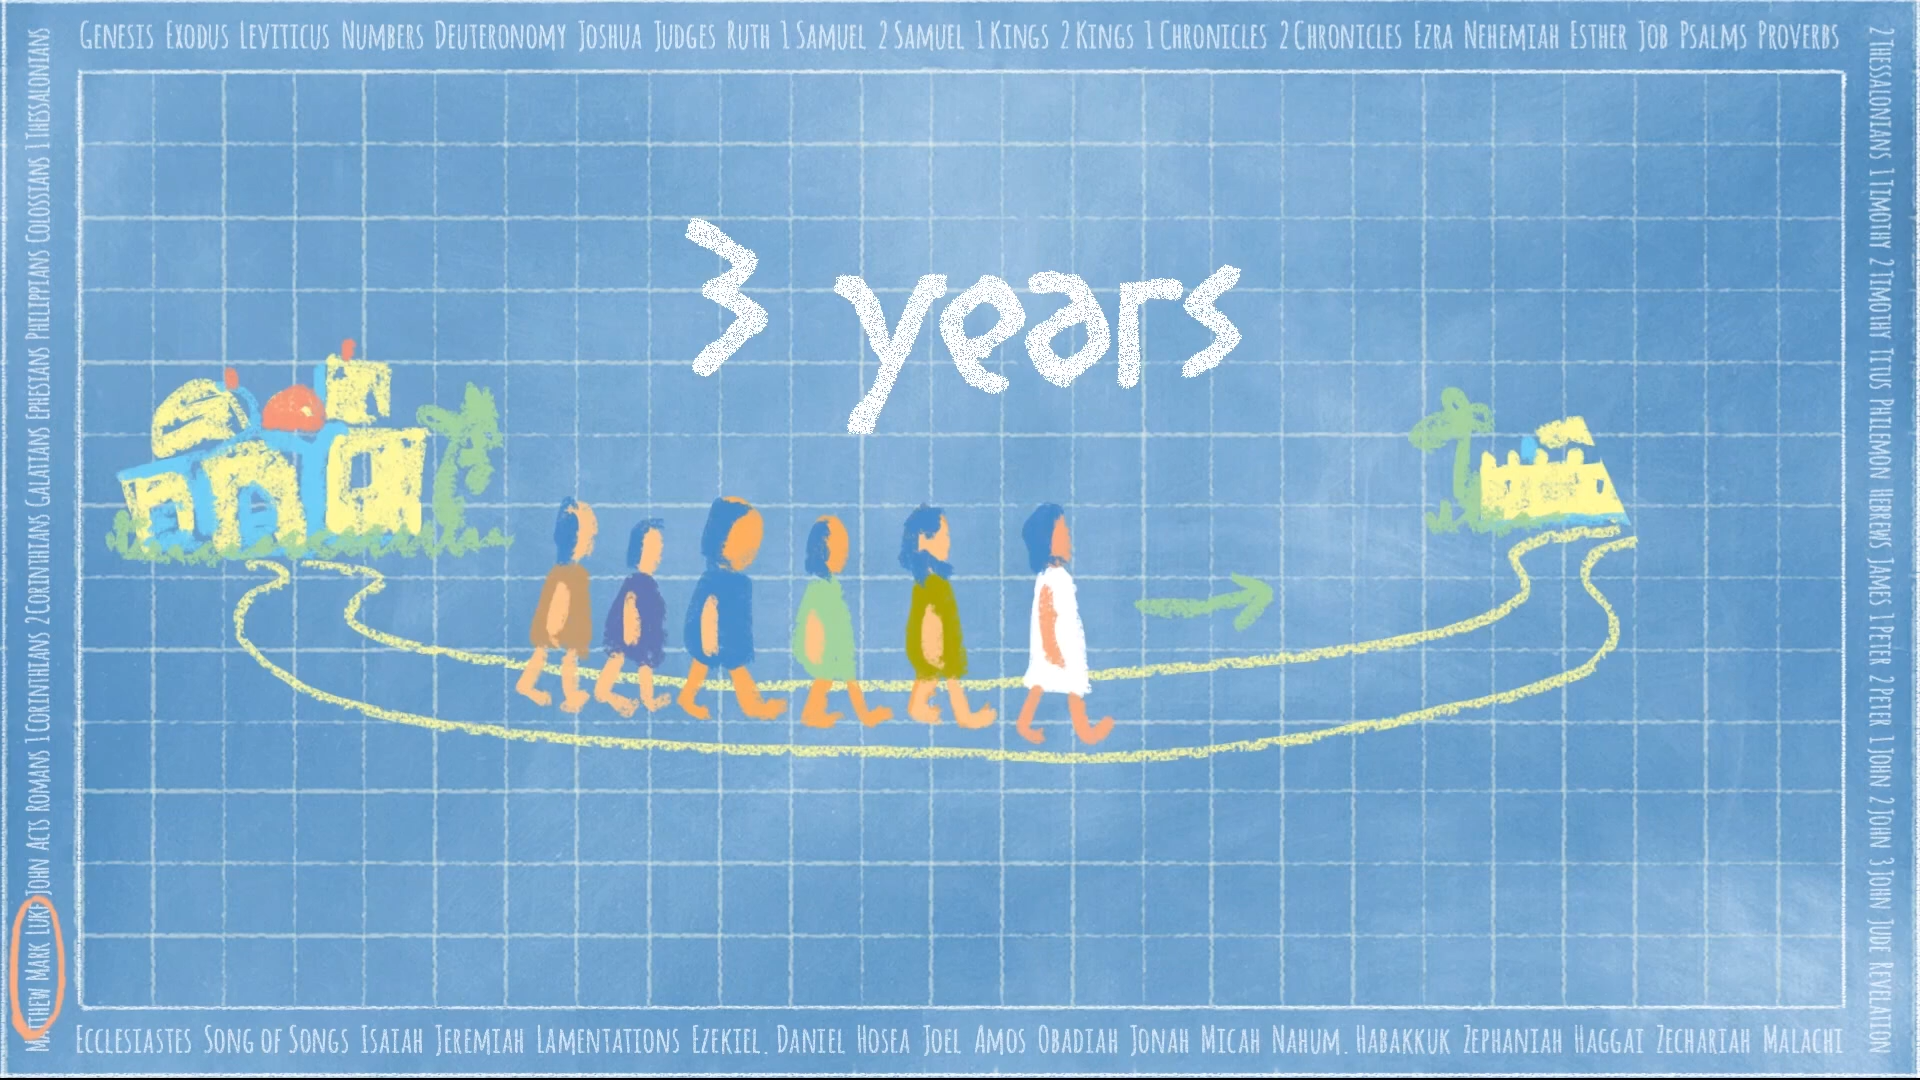 Genesis Exodus Leviticus Numbers Deuteronomy Joshua Judges Ruth 1 Samuel 2 Samuel 1 Kings 2 Kings 1 Chronicles 2 Chronicles Ezra Nehemiah Esther Job Psalms Proverbs
3 years
Ecclesiastes Song of Songs Isaiah Jeremiah Lamentations Ezekiel. Daniel Hosea Joel Amos Obadiah Jonah Micah Nahum. Habakkuk Zephaniah Haggai Zechariah Malachi
Matthew Mark Luke John Acts Romans 1 Corinthians 2 Corinthians Galatians Ephesians Philippians Colossians 1 Thessalonians
2 Thessalonians 1 Timothy 2 Timothy Titus Philemon Hebrews James 1 Peter 2 Peter 1 John 2 John 3 John Jude Revelation